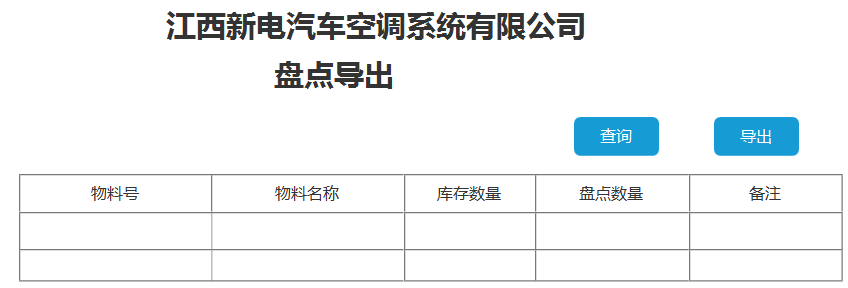 江西新电汽车空调系统有限公司
盘点导出
查询 导出
物料号 物料名称 库存数量 盘点数量 备注